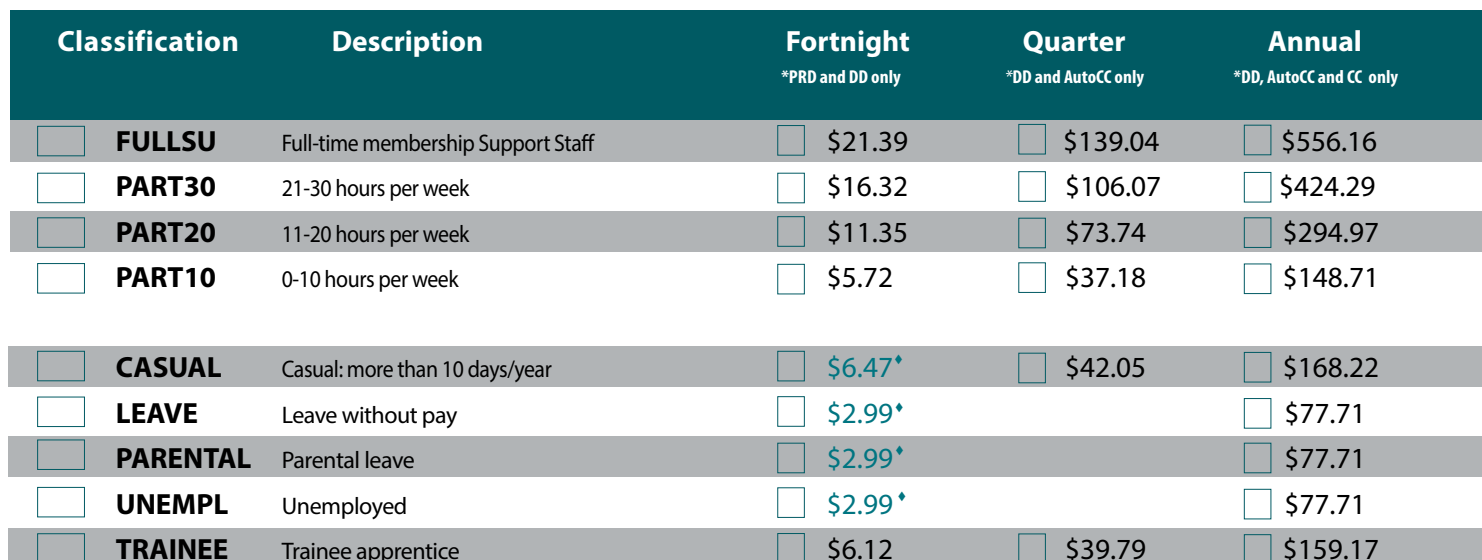 Classification Description Fortnight Quarter Annual
*PRD and DD only *DD and AutoCC only *DD, AutoCC and CC only
FULLSU Full-time membership Support Staff $21.39 $139.04 $556.16
PART30 21-30 hours per week $16.32 $106.07 $424.29
PART20 11-20 hours per week $11.35 $73.74 $294.97
PART10 0-10 hours per week $5.72 $37.18 $148.71
CASUAL Casual: more than 10 days/year $6.47♦ $42.05 $168.22
LEAVE Leave without pay $2.99♦ $77.71
PARENTAL Parental leave $2.99♦ $77.71
UNEMPL Unemployed $2.99♦ $77.71
TRAINEE Trainee apprentice $6.12 $39.79 $159.17